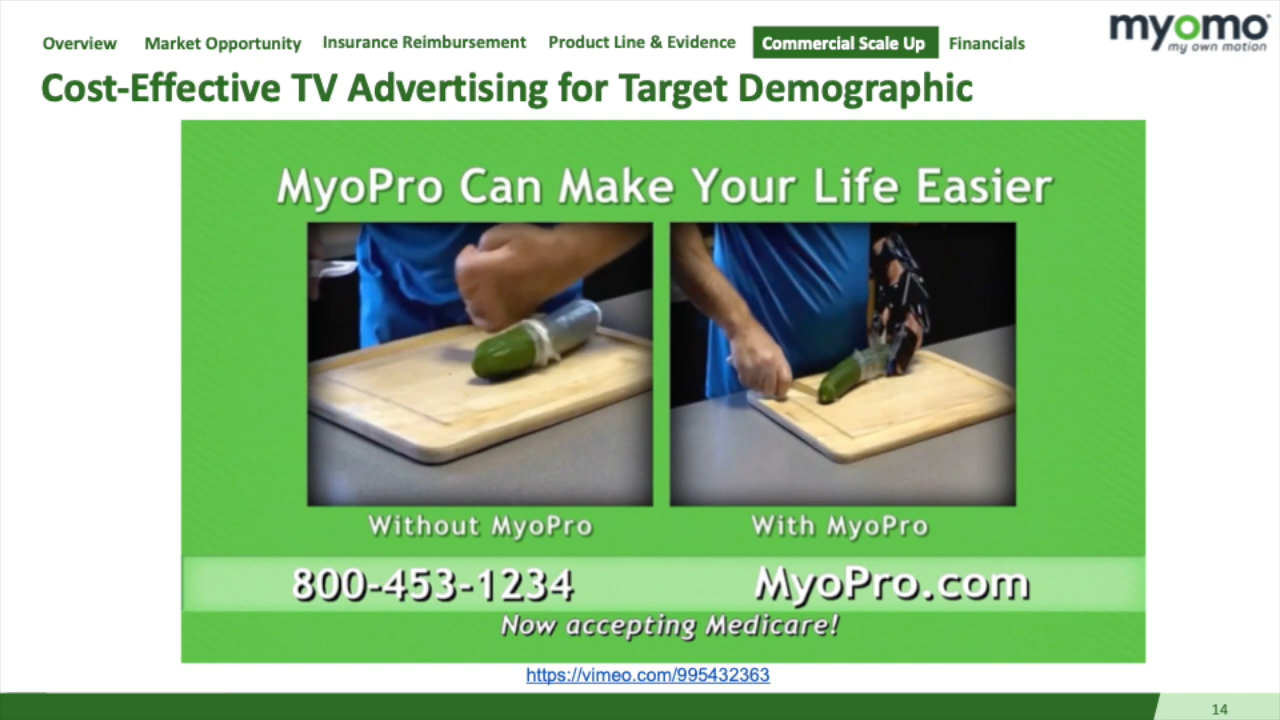 Overview Market Opportunity Insurance Reimbursement Product Line & Evidence Commercial Scale Up Financials
myomo
my own motion
Cost-Effective TV Advertising for Target Demographic
MyoPro Can Make Your Life Easier
Without MyoPro With MyoPro
800-453-1234 MyoPro.com
Now accepting Medicare!
https://vimeo.com/995432363
14